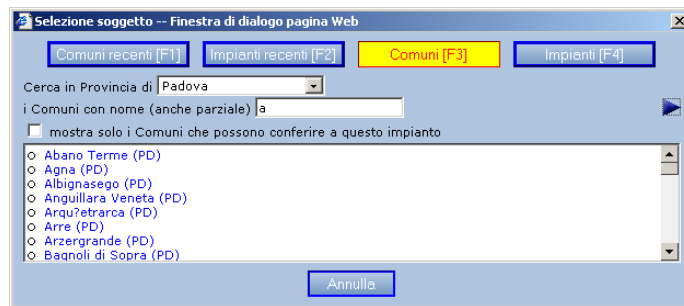 Selezione soggetto -- Finestra di dialogo pagina Web
Comuni recenti [F1] Impianti recenti [F2] Comuni [F3] Impianti [F4]
Cerca in Provincia di Padova
i Comuni con nome (anche parziale) a
mostra solo i Comuni che possono conferire a questo impianto
Abano Terme (PD)
Agna (PD)
Albignasego (PD)
Anguillara Veneta (PD)
Arqu?etrarca (PD)
Arre (PD)
Arzergrande (PD)
Bagnoli di Sopra (PD)
Annulla